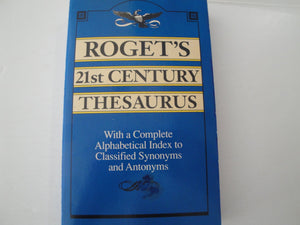 ROGET'S
21st CENTURY
THESAURUS
With a Complete
Alphabetical Index to
Classified Synonyms
and Antonyms